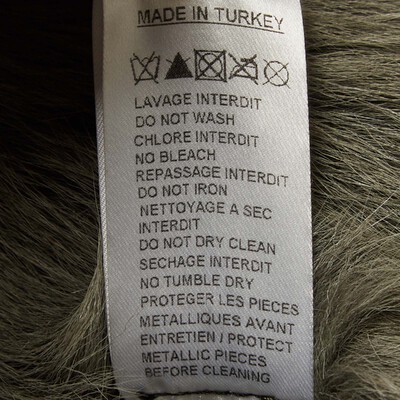 MADE IN TURKEY
LAVAGE INTERDIT
DO NOT WASH
CHLORE INTERDIT
NO BLEACH
REPASSAGE INTERDIT
DO NOT IRON
NETTOYAGE A SEC
INTERDIT
DO NOT DRY CLEAN
SECHAGE INTERDIT
NO TUMBLE DRY
PROTEGER LES PIECES
METALLIQUES AVANT
ENTRETIEN / PROTECT
METALLIC PIECES
BEFORE CLEANING